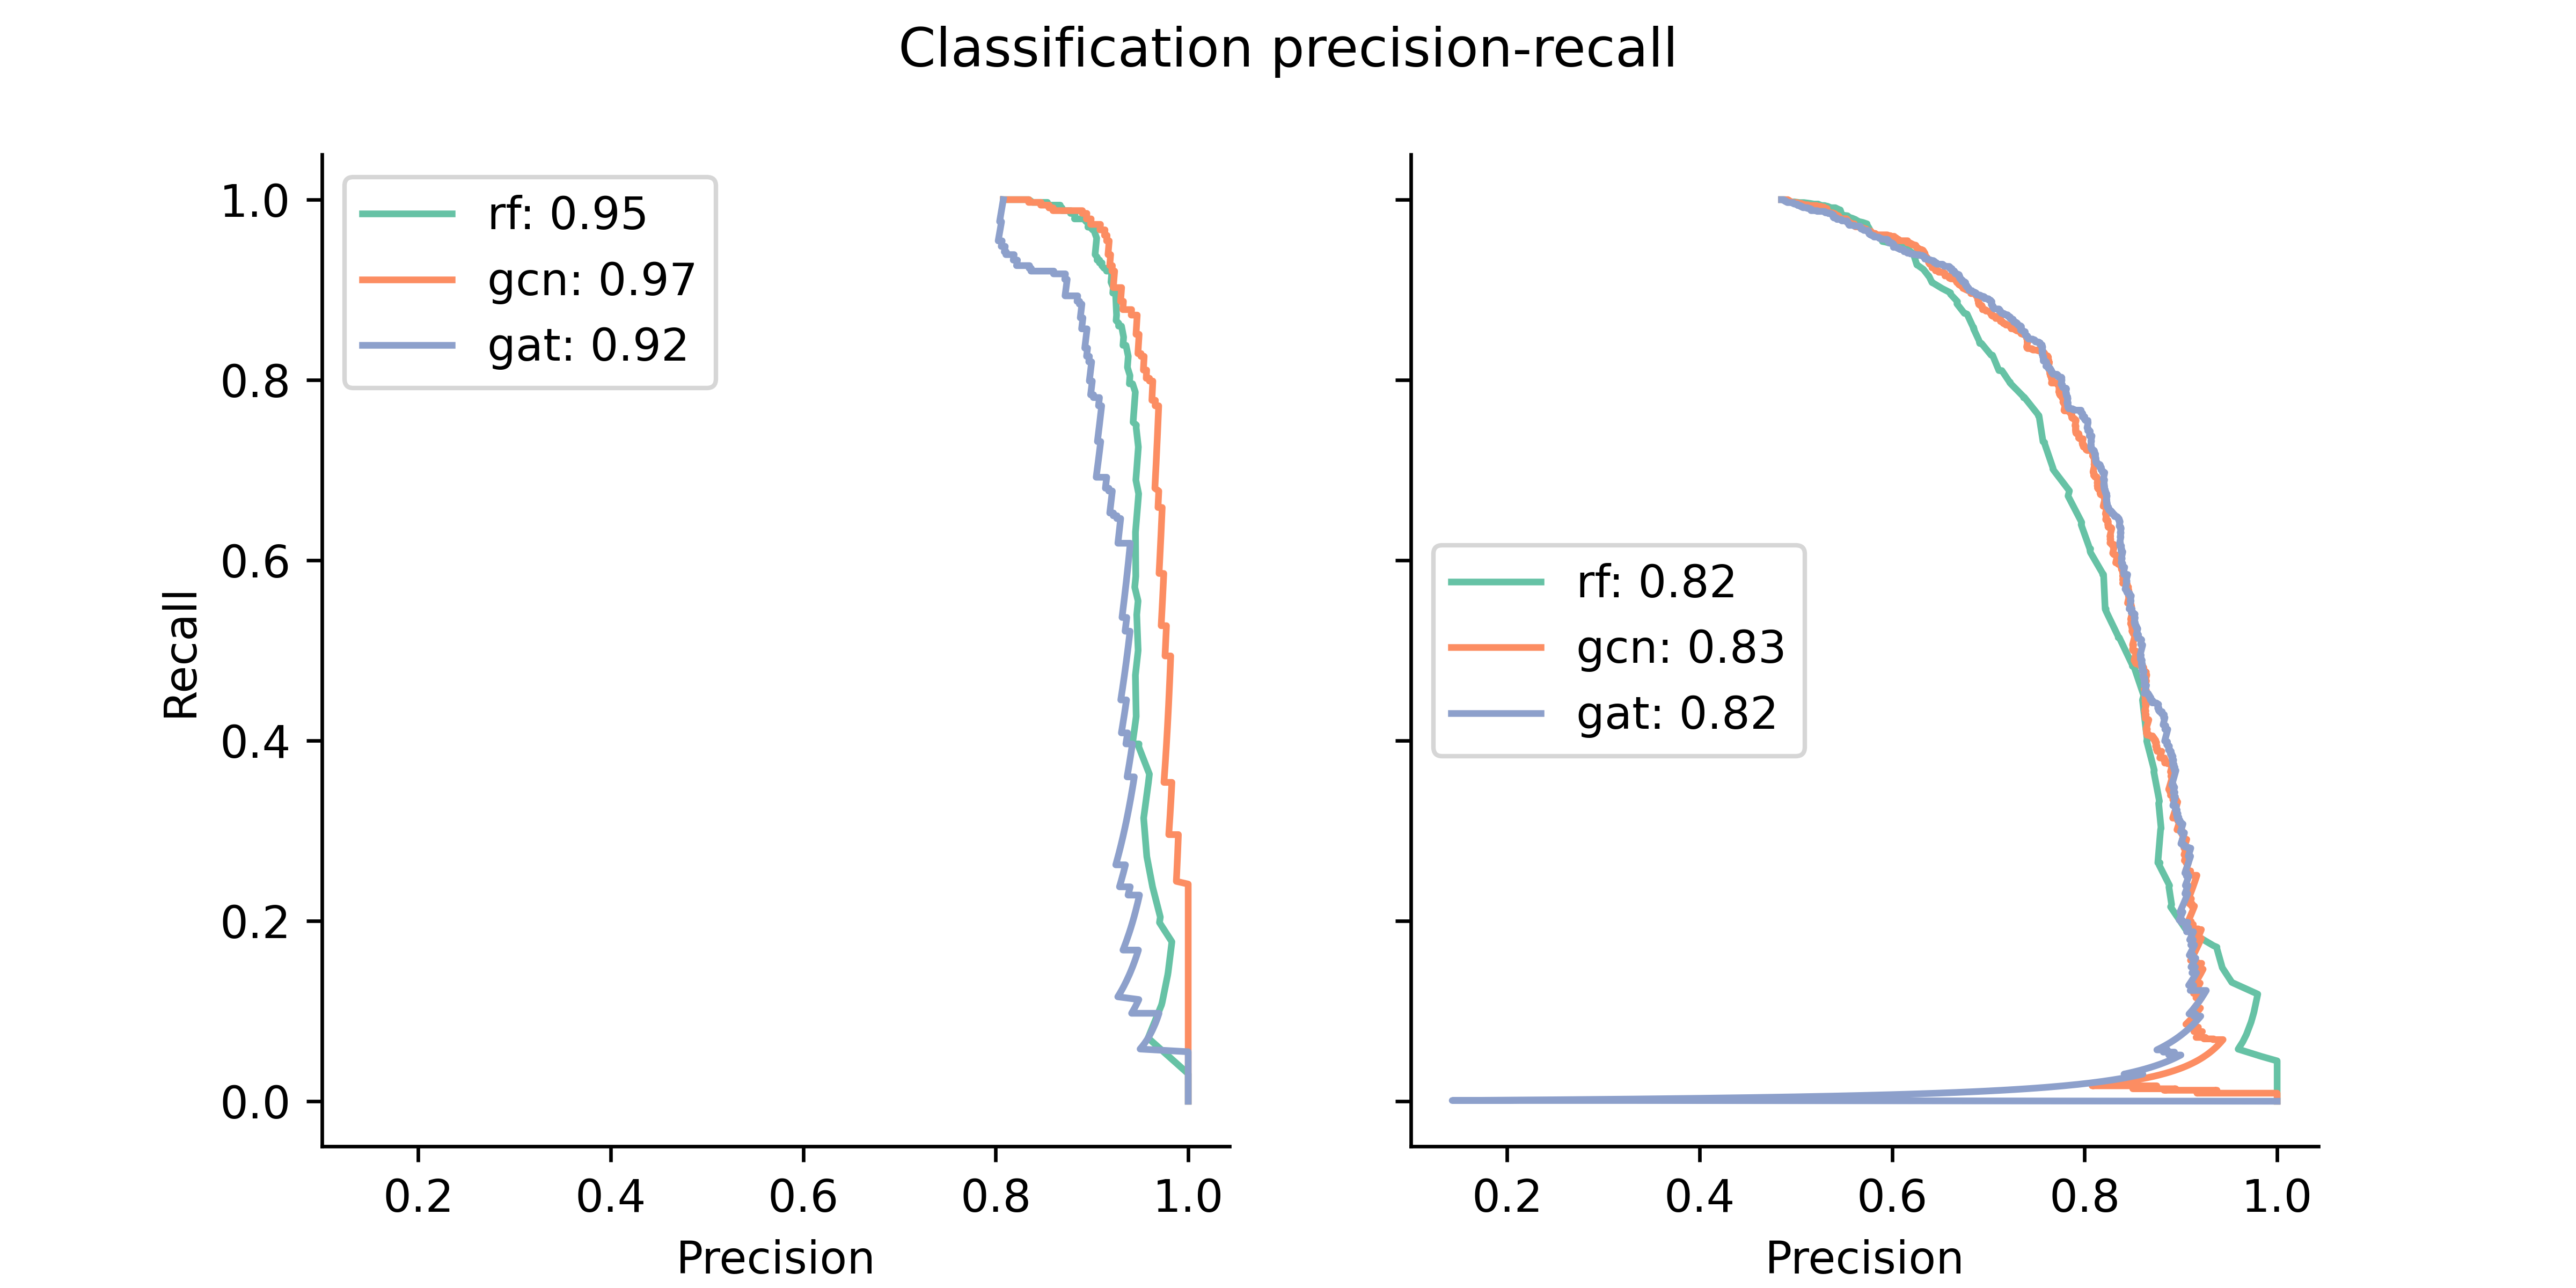 Classification precision-recall
rf: 0.95
gcn: 0.97
gat: 0.92
1.0
0.8
0.6
0.4
0.2
0.0
Recall
0.2 0.4 0.6 0.8 1.0
Precision
rf: 0.82
gcn: 0.83
gat: 0.82
0.2 0.4 0.6 0.8 1.0
Precision